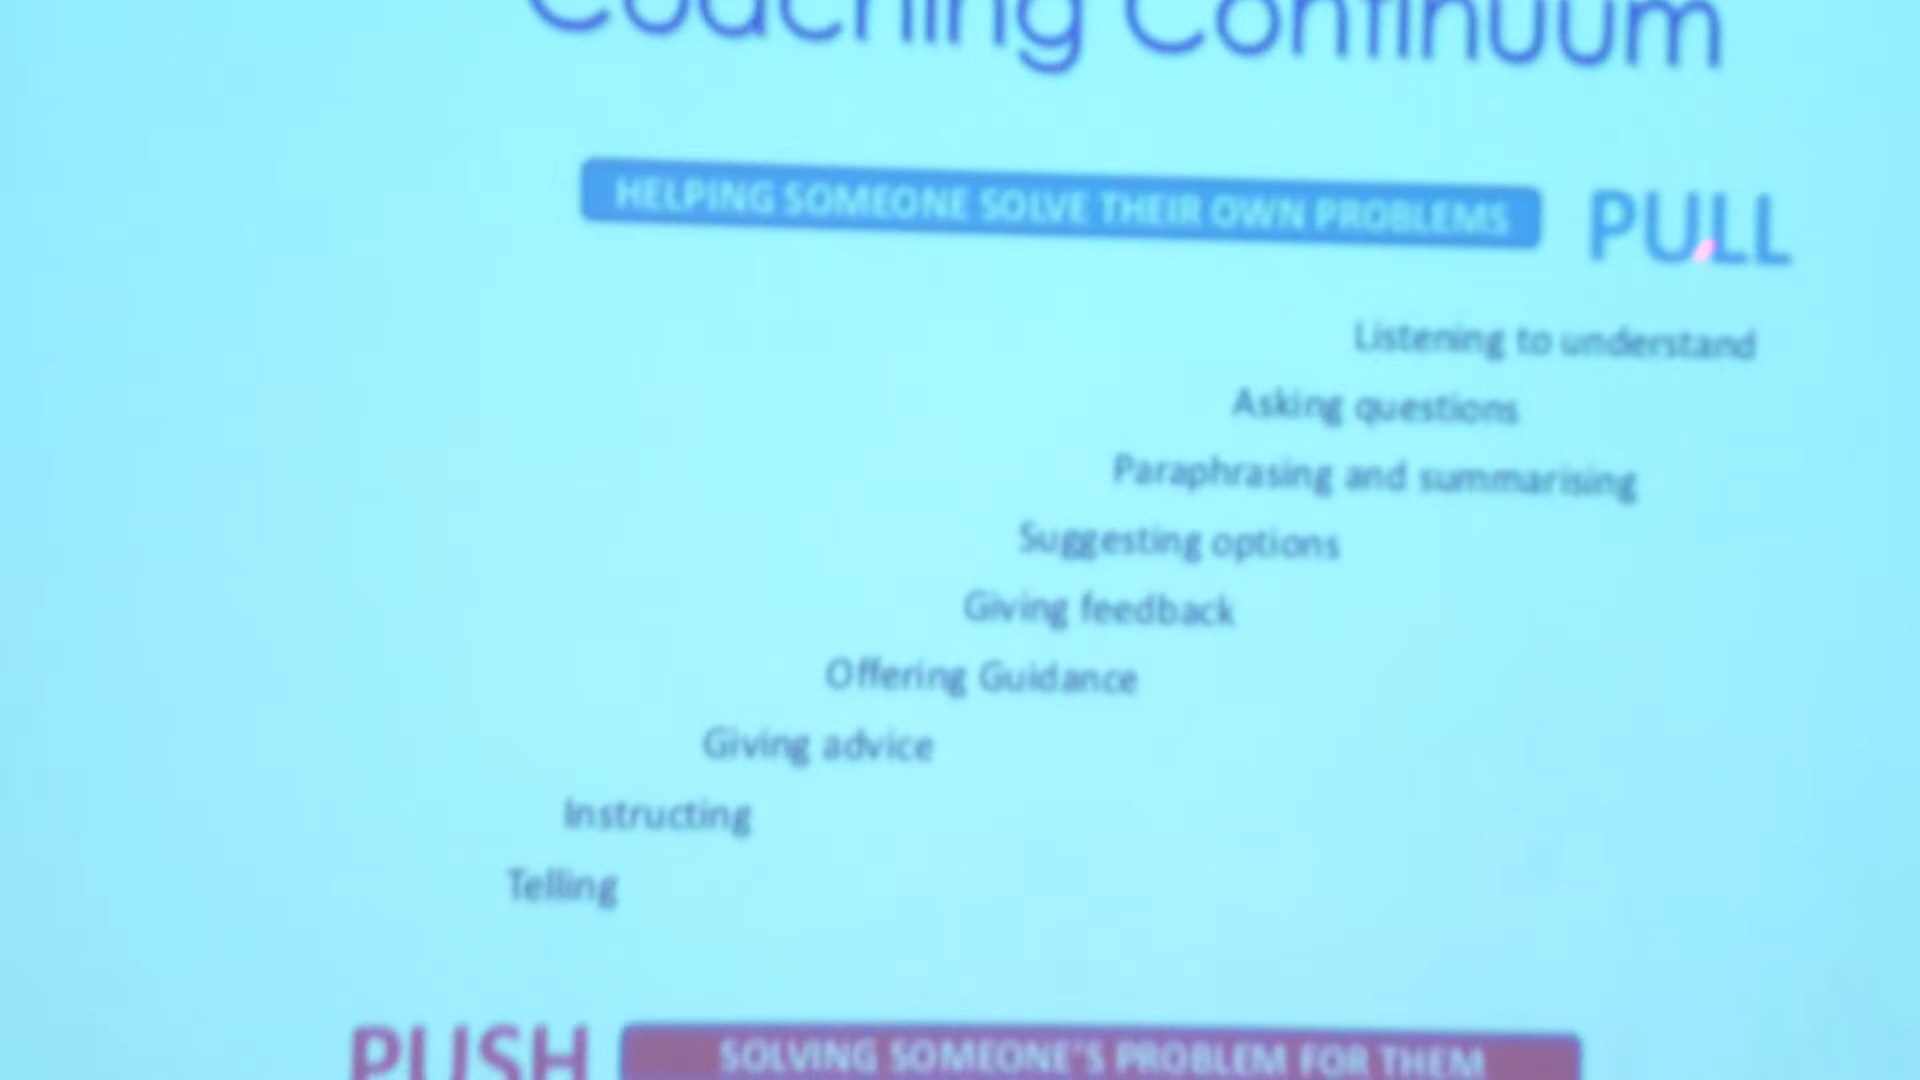 Coaching Continuum
HELPING SOMEONE SOLVE THEIR OWN PROBLEMS PULL
Listening to understand
Asking questions
Paraphrasing and summarising
Suggesting options
Giving feedback
Offering Guidance
Giving advice
Instructing
Telling
PUSH SOLVING SOMEONE'S PROBLEM FOR THEM